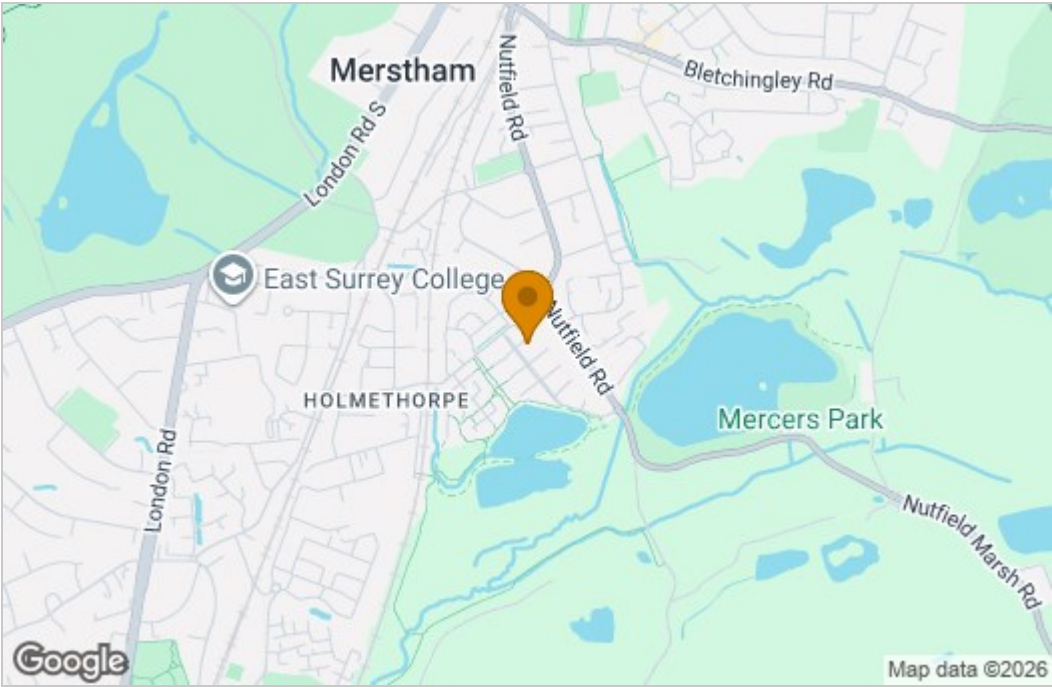 Merstham
Nutfield Rd
Bletchingley Rd
London Rd S
East Surrey College
Nutfield Rd
HOLMETHORPE
Mercers Park
London Rd
Nutfield Marsh Rd
Google
Map data ©2026